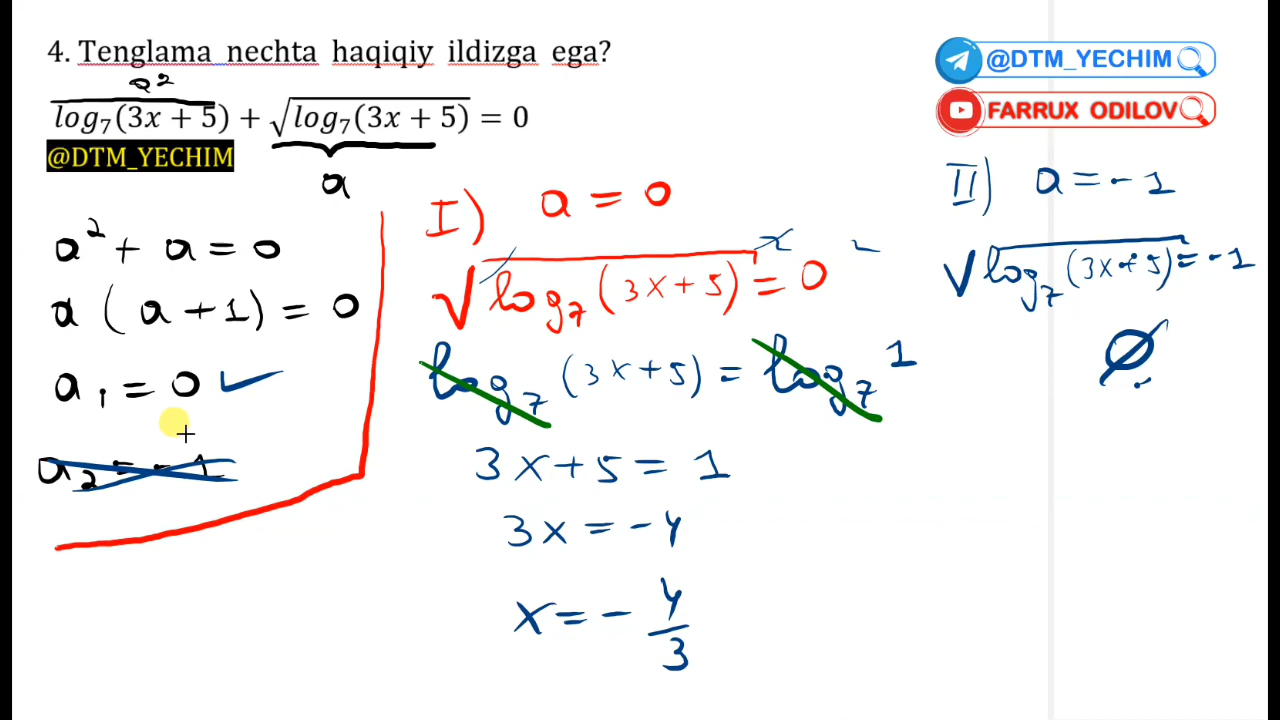 4. Tenglama nechta haqiqiy ildizga ega?
a²
log₇(3x + 5) + √log₇(3x + 5) = 0
@DTM_YECHIM
a
a² + a = 0
a (a + 1) = 0
a₁ = 0 ✓
a₂ = -1
I) a = 0
√log₇(3x+5) = 0
log₇(3x+5) = log₇1
3x+5 = 1
3x = -4
x = -4/3
@DTM_YECHIM
FARRUX ODILOV
II) a = -1
√log₇(3x+5) = -1
Ø